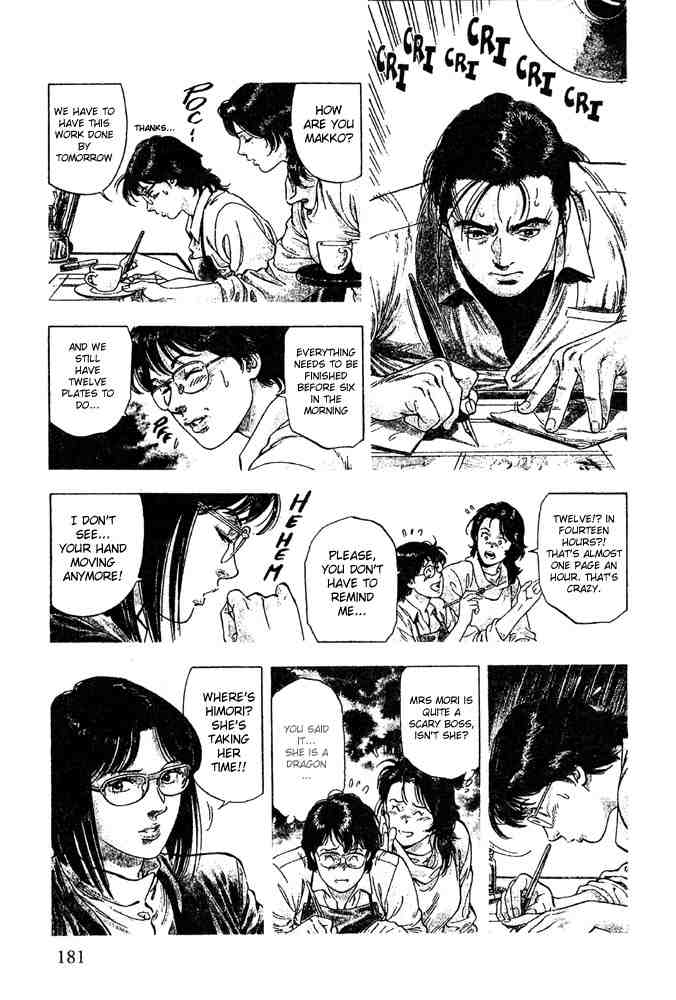 CRI
CRI
CRI
CRI
CRI
CRI
CRI
HOW
ARE YOU
MAKKO?
POC
THANKS...
WE HAVE
TO
HAVE THIS
WORK DONE
BY
TOMORROW
EVERYTHING
NEEDS TO BE
FINISHED
BEFORE SIX
IN THE
MORNING
AND WE
STILL
HAVE
TWELVE
PLATES TO
DO...
TWELVE!? IN
FOURTEEN
HOURS?!
THAT'S ALMOST
ONE PAGE AN
HOUR. THAT'S
CRAZY.
PLEASE,
YOU DON'T
HAVE TO
REMIND
ME...
HEHEM
I DON'T
SEE...
YOUR HAND
MOVING
ANYMORE!
MRS MORI IS
QUITE A
SCARY BOSS,
ISN'T SHE?
YOU SAID
IT...
SHE IS A
DRAGON
...
WHERE'S
HIMORI?
SHE'S
TAKING
HER
TIME!!
181